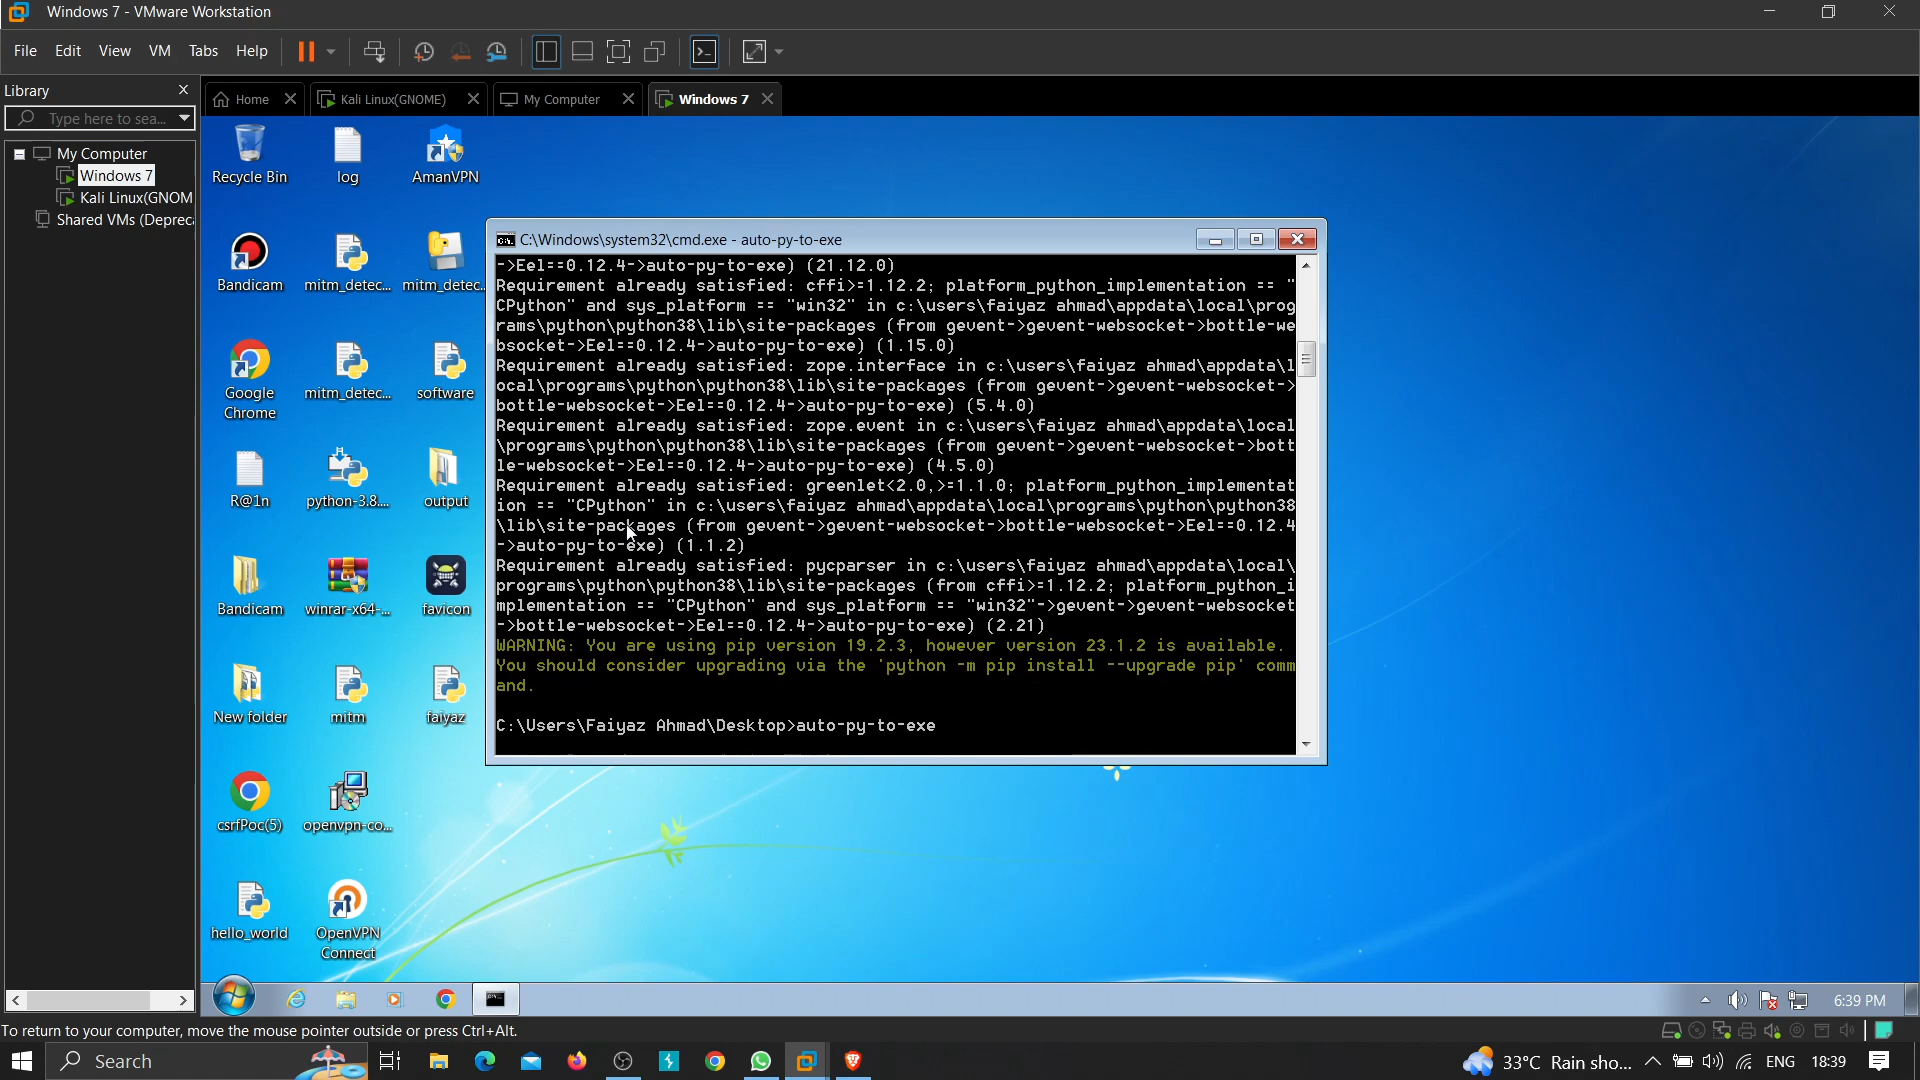 Windows 7 - VMware Workstation
File Edit View VM Tabs Help
Library
Type here to sea...
Home
Kali Linux(GNOME)
My Computer
Windows 7
My Computer
Windows 7
Kali Linux(GNOM
Shared VMs (Depreca
Recycle Bin
log
AmanVPN
Bandicam
mitm_detec...
mitm_detec...
Google Chrome
mitm_detec...
software
R@1n
python-3.8....
output
Bandicam
winrar-x64-...
favicon
New folder
mitm
faiyaz
csrfPoc(5)
openvpn-co...
hello_world
OpenVPN Connect
C:\Windows\system32\cmd.exe - auto-py-to-exe
->Eel==0.12.4->auto-py-to-exe) (21.12.0)
Requirement already satisfied: cffi>=1.12.2; platform_python_implementation == "
CPython" and sys_platform == "win32" in c:\users\faiyaz ahmad\appdata\local\prog
rams\python\python38\lib\site-packages (from gevent->gevent-websocket->bottle-we
bsocket->Eel==0.12.4->auto-py-to-exe) (1.15.0)
Requirement already satisfied: zope.interface in c:\users\faiyaz ahmad\appdata\l
ocal\programs\python\python38\lib\site-packages (from gevent->gevent-websocket->
bottle-websocket->Eel==0.12.4->auto-py-to-exe) (5.4.0)
Requirement already satisfied: zope.event in c:\users\faiyaz ahmad\appdata\local
\programs\python\python38\lib\site-packages (from gevent->gevent-websocket->bott
le-websocket->Eel==0.12.4->auto-py-to-exe) (4.5.0)
Requirement already satisfied: greenlet<2.0,>=1.1.0; platform_python_implementat
ion == "CPython" in c:\users\faiyaz ahmad\appdata\local\programs\python\python38
\lib\site-packages (from gevent->gevent-websocket->bottle-websocket->Eel==0.12.4
->auto-py-to-exe) (1.1.2)
Requirement already satisfied: pycparser in c:\users\faiyaz ahmad\appdata\local\
programs\python\python38\lib\site-packages (from cffi>=1.12.2; platform_python_i
mplementation == "CPython" and sys_platform == "win32"->gevent->gevent-websocket
->bottle-websocket->Eel==0.12.4->auto-py-to-exe) (2.21)
WARNING: You are using pip version 19.2.3, however version 23.1.2 is available.
You should consider upgrading via the 'python -m pip install --upgrade pip' comm
and.
C:\Users\Faiyaz Ahmad\Desktop>auto-py-to-exe
6:39 PM
To return to your computer, move the mouse pointer outside or press Ctrl+Alt.
Search
33°C Rain sho...
ENG
18:39